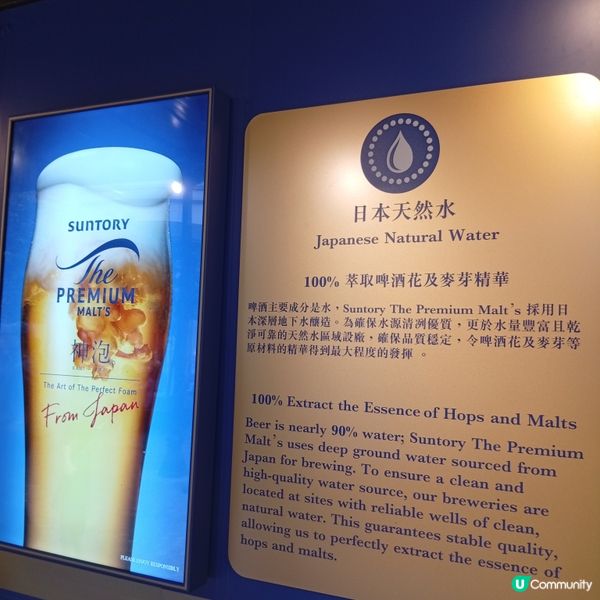 SUNTORY
The
PREMIUM
MALT'S
神泡
The Art of The Perfect Foam
From Japan
PLEASE ENJOY RESPONSIBLY
日本天然水
Japanese Natural Water
100% 萃取啤酒花及麥芽精華
啤酒主要成分是水，Suntory The Premium Malt's 採用日
本深層地下水釀造。為確保水源清冽優質，更於水量豐富且乾
淨可靠的天然水區域設廠，確保品質穩定，令啤酒花及麥芽等
原材料的精華得到最大程度的發揮 。
100% Extract the Essence of Hops and Malts
Beer is nearly 90% water; Suntory The Premium
Malt's uses deep ground water sourced from
Japan for brewing. To ensure a clean and
high-quality water source, our breweries are
located at sites with reliable wells of clean,
natural water. This guarantees stable quality,
allowing us to perfectly extract the essence of
hops and malts.
U Community